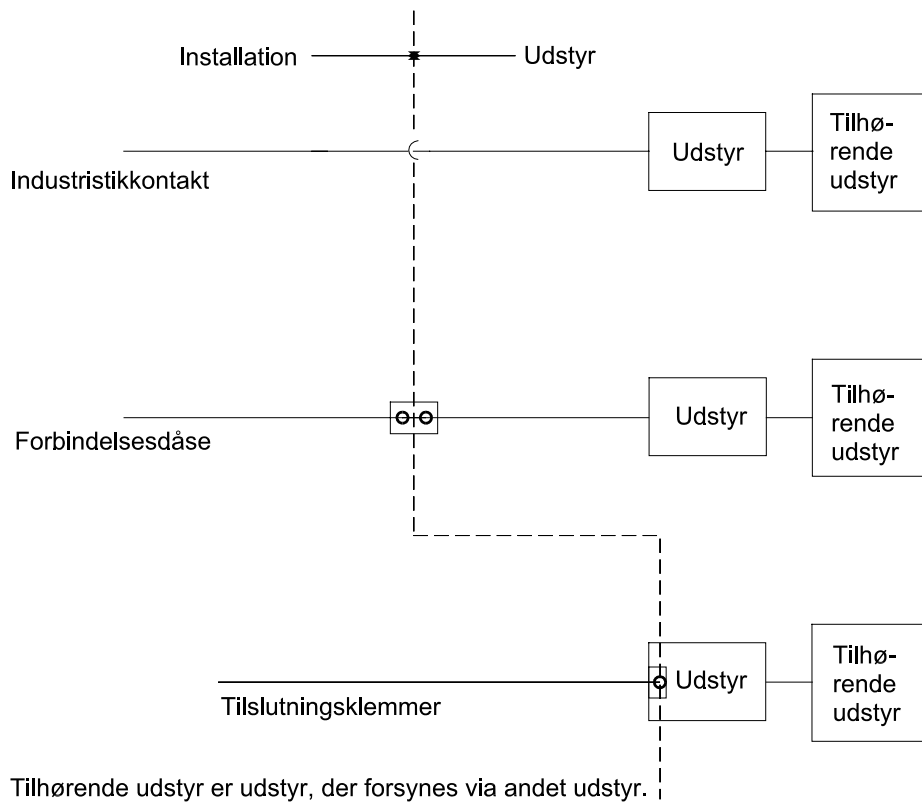 Installation
Udstyr
Udstyr
Tilhø-
rende
udstyr
Industristikkontakt
Udstyr
Tilhø-
rende
udstyr
Forbindelsesdåse
Udstyr
Tilhø-
rende
udstyr
Tilslutningsklemmer
Tilhørende udstyr er udstyr, der forsynes via andet udstyr.